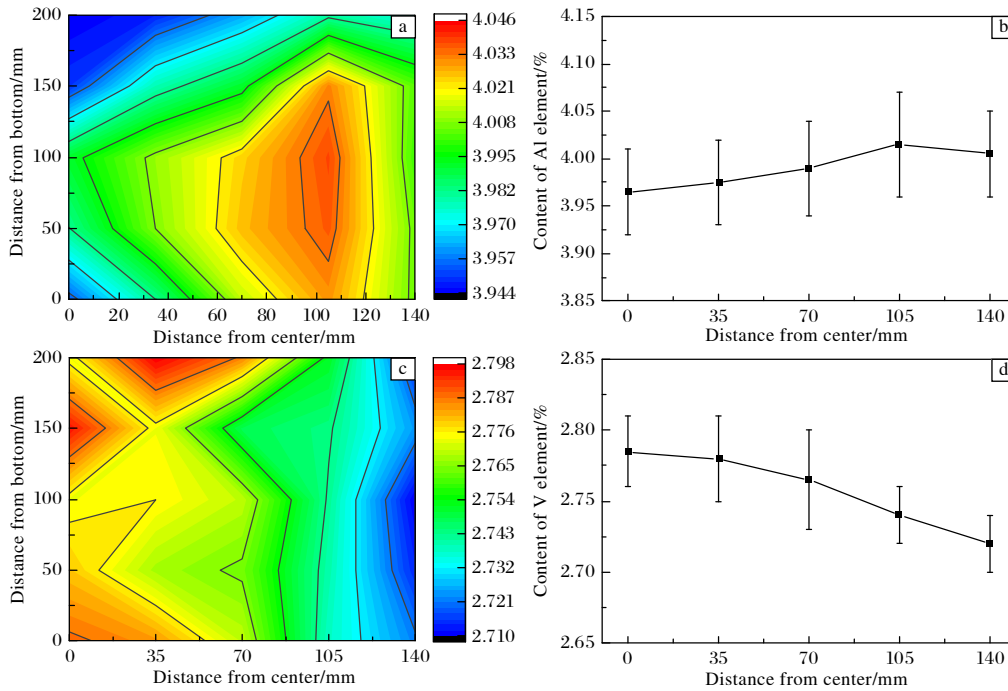 a
200
150
100
50
0
Distance from bottom/mm
0 20 40 60 80 100 120 140
Distance from center/mm
4.046
4.033
4.021
4.008
3.995
3.982
3.970
3.957
3.944
b
4.15
4.10
4.05
4.00
3.95
3.90
3.85
Content of Al element/%
0 35 70 105 140
Distance from center/mm
c
200
150
100
50
0
Distance from bottom/mm
0 35 70 105 140
Distance from center/mm
2.798
2.787
2.776
2.765
2.754
2.743
2.732
2.721
2.710
d
2.85
2.80
2.75
2.70
2.65
Content of V element/%
0 35 70 105 140
Distance from center/mm